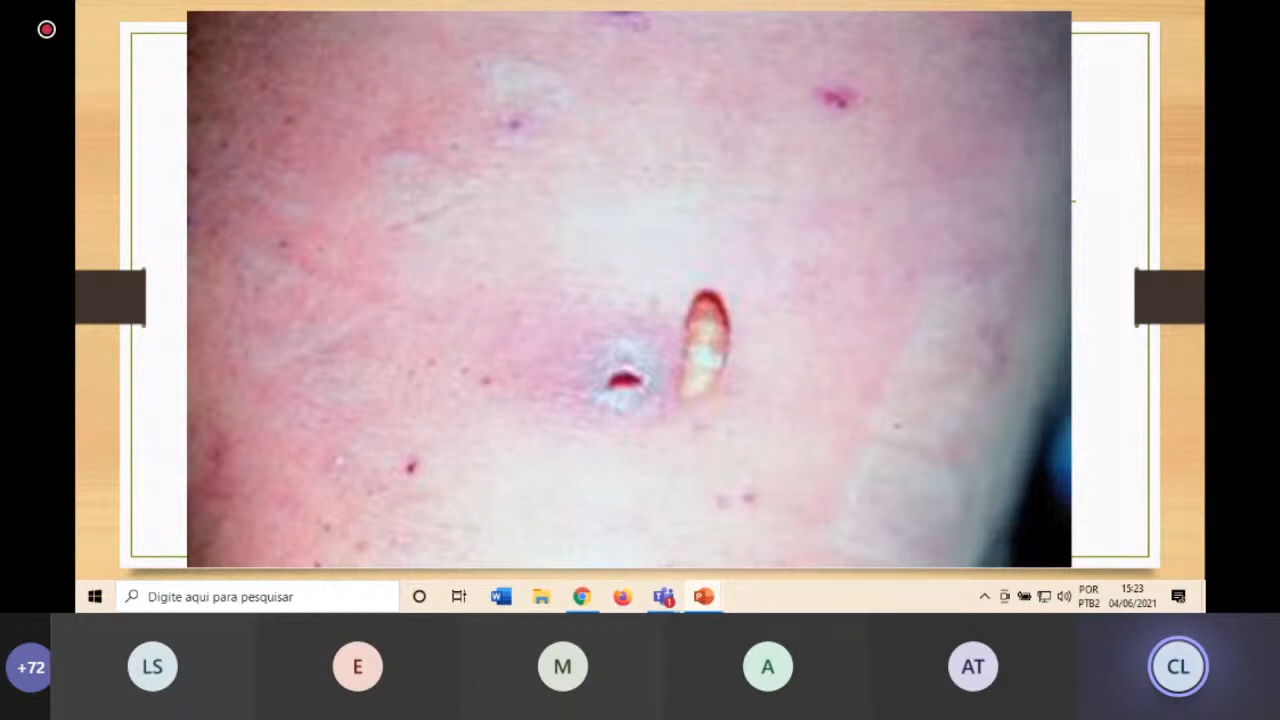 Digite aqui para pesquisar
POR
PTB2
15:23
04/06/2021
+72
LS
E
M
A
AT
CL